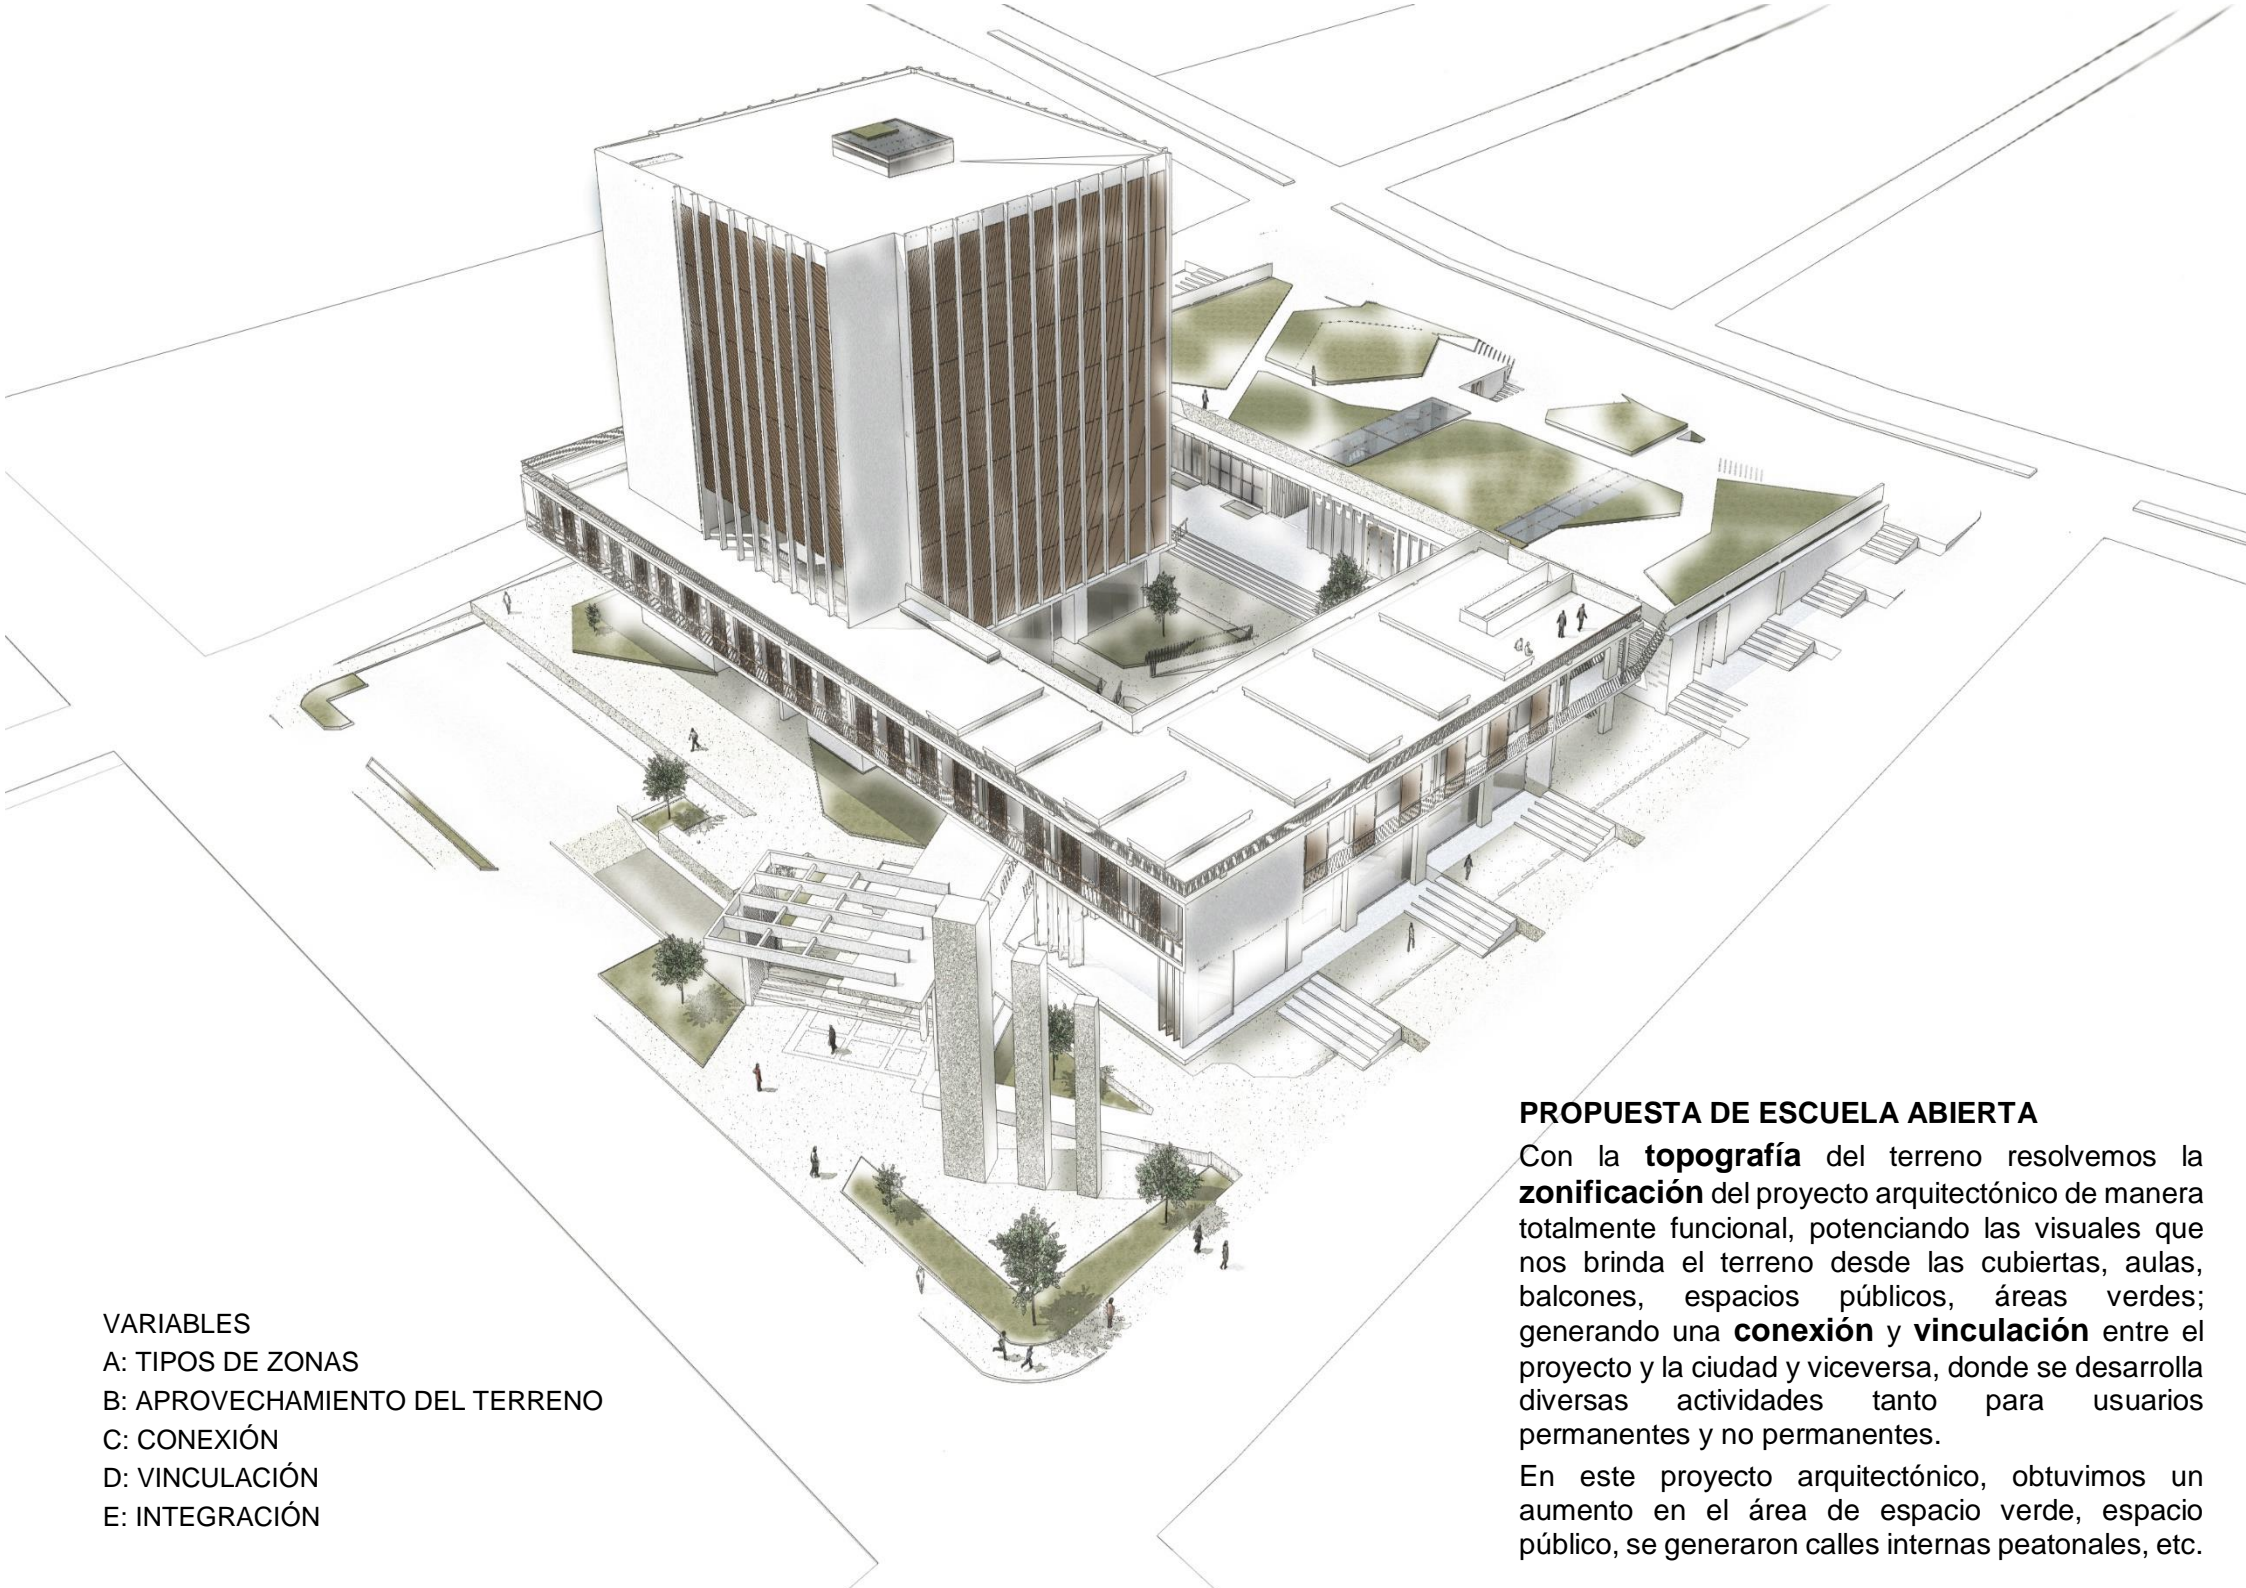 PROPUESTA DE ESCUELA ABIERTA
Con la topografía del terreno resolvemos la
zonificación del proyecto arquitectónico de manera
totalmente funcional, potenciando las visuales que
nos brinda el terreno desde las cubiertas, aulas,
balcones, espacios públicos, áreas verdes;
generando una conexión y vinculación entre el
proyecto y la ciudad y viceversa, donde se desarrolla
diversas actividades tanto para usuarios
permanentes y no permanentes.
En este proyecto arquitectónico, obtuvimos un
aumento en el área de espacio verde, espacio
público, se generaron calles internas peatonales, etc.
VARIABLES
A: TIPOS DE ZONAS
B: APROVECHAMIENTO DEL TERRENO
C: CONEXIÓN
D: VINCULACIÓN
E: INTEGRACIÓN